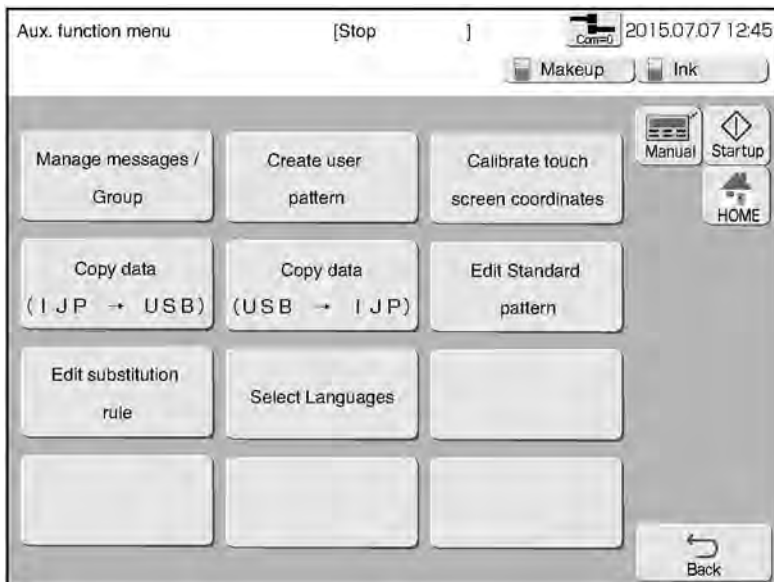 Aux. function menu [Stop ] Com=0 2015.07.07 12:45
Makeup Ink
Manual Startup
HOME
Manage messages /
Group
Create user
pattern
Calibrate touch
screen coordinates
Copy data
(IJP → USB)
Copy data
(USB → IJP)
Edit Standard
pattern
Edit substitution
rule
Select Languages
Back